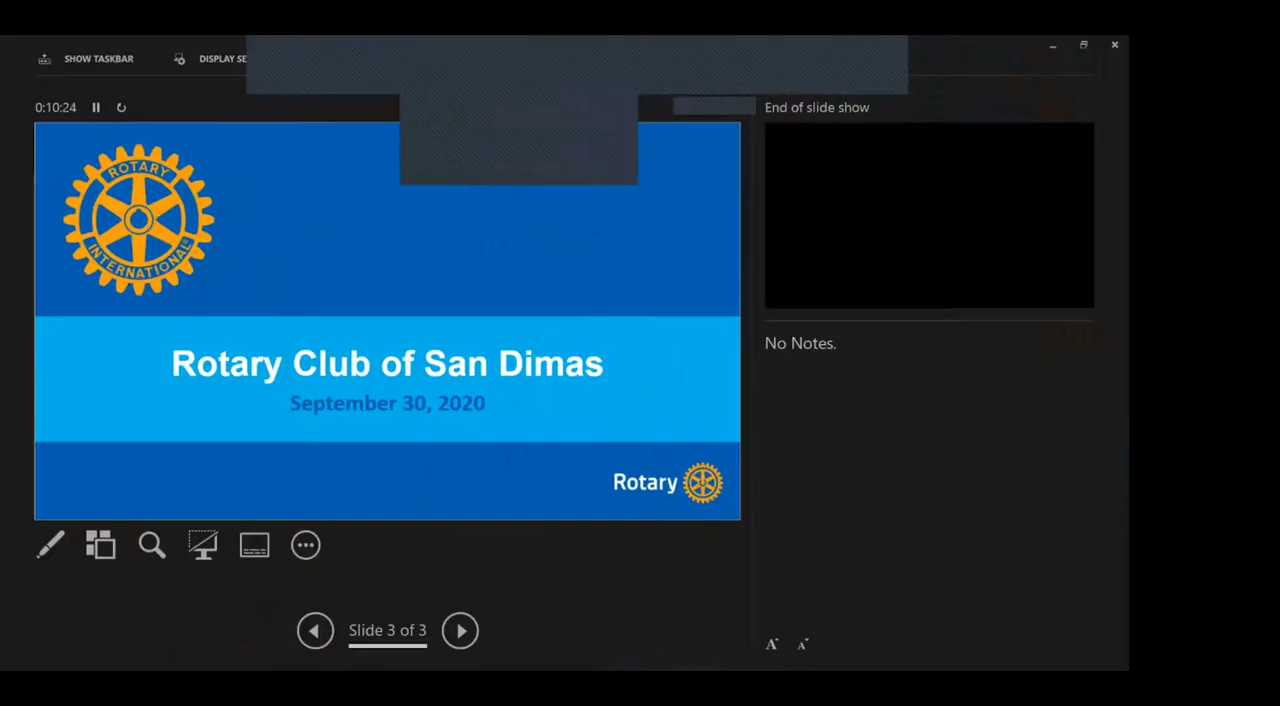 SHOW TASKBAR
DISPLAY SE
0:10:24
End of slide show
ROTARY
INTERNATIONAL
Rotary Club of San Dimas
September 30, 2020
Rotary
No Notes.
Slide 3 of 3
A A